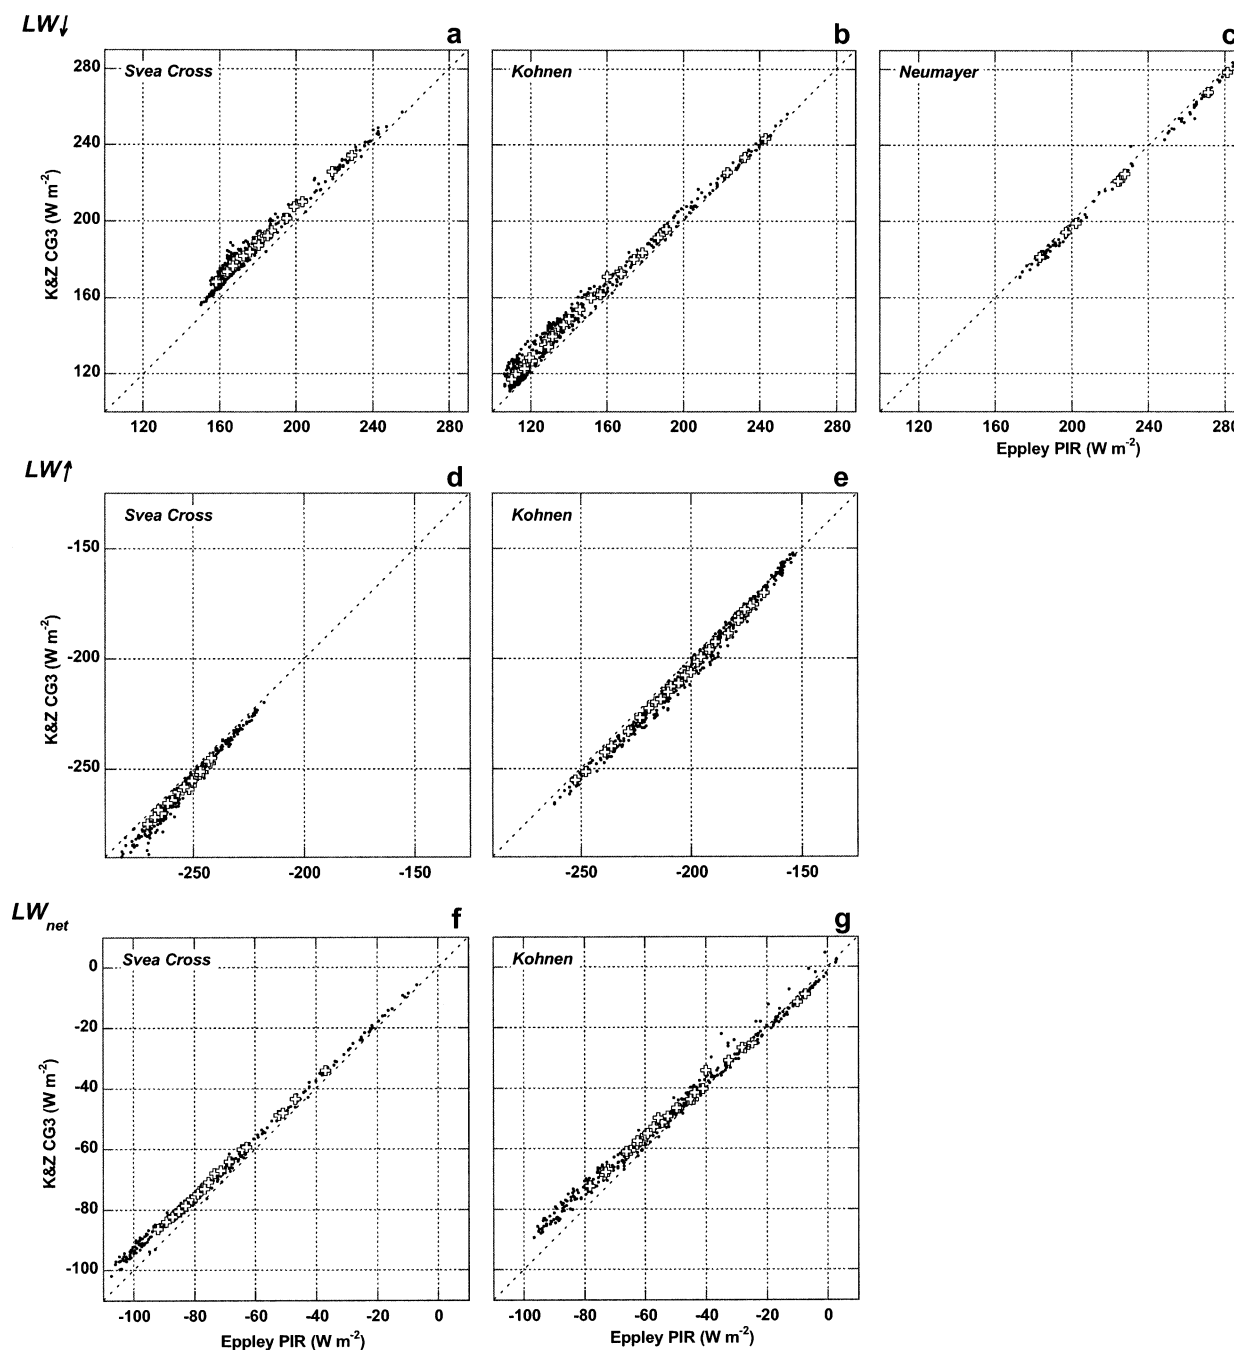 LW↓
a
b
c
Svea Cross
Kohnen
Neumayer
280
240
200
160
120
K&Z CG3 (W m-2)
120 160 200 240 280
120 160 200 240 280
120 160 200 240 280
Eppley PIR (W m-2)
LW↑
d
e
Svea Cross
Kohnen
-150
-200
-250
K&Z CG3 (W m-2)
-250 -200 -150
-250 -200 -150
LWnet
f
g
Svea Cross
Kohnen
0
-20
-40
-60
-80
-100
K&Z CG3 (W m-2)
-100 -80 -60 -40 -20 0
-100 -80 -60 -40 -20 0
Eppley PIR (W m-2)
Eppley PIR (W m-2)